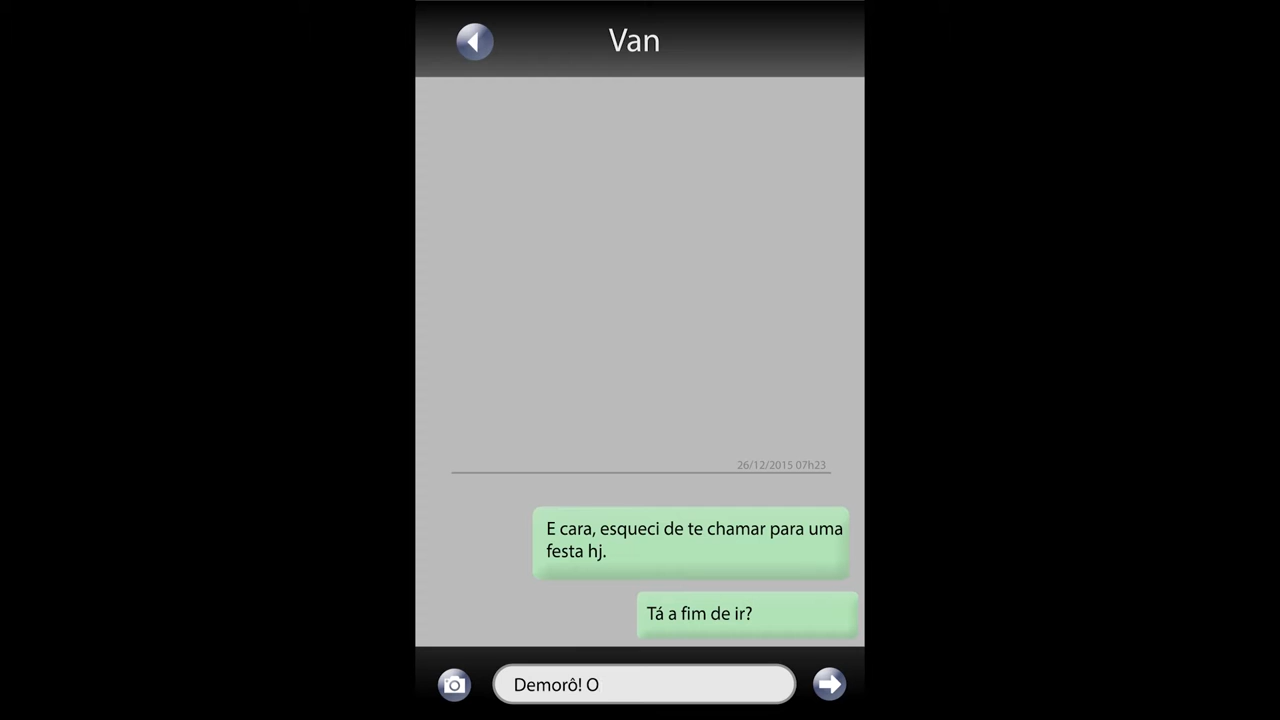 Van
26/12/2015 07h23
E cara, esqueci de te chamar para uma
festa hj.
Tá a fim de ir?
Demorô! O